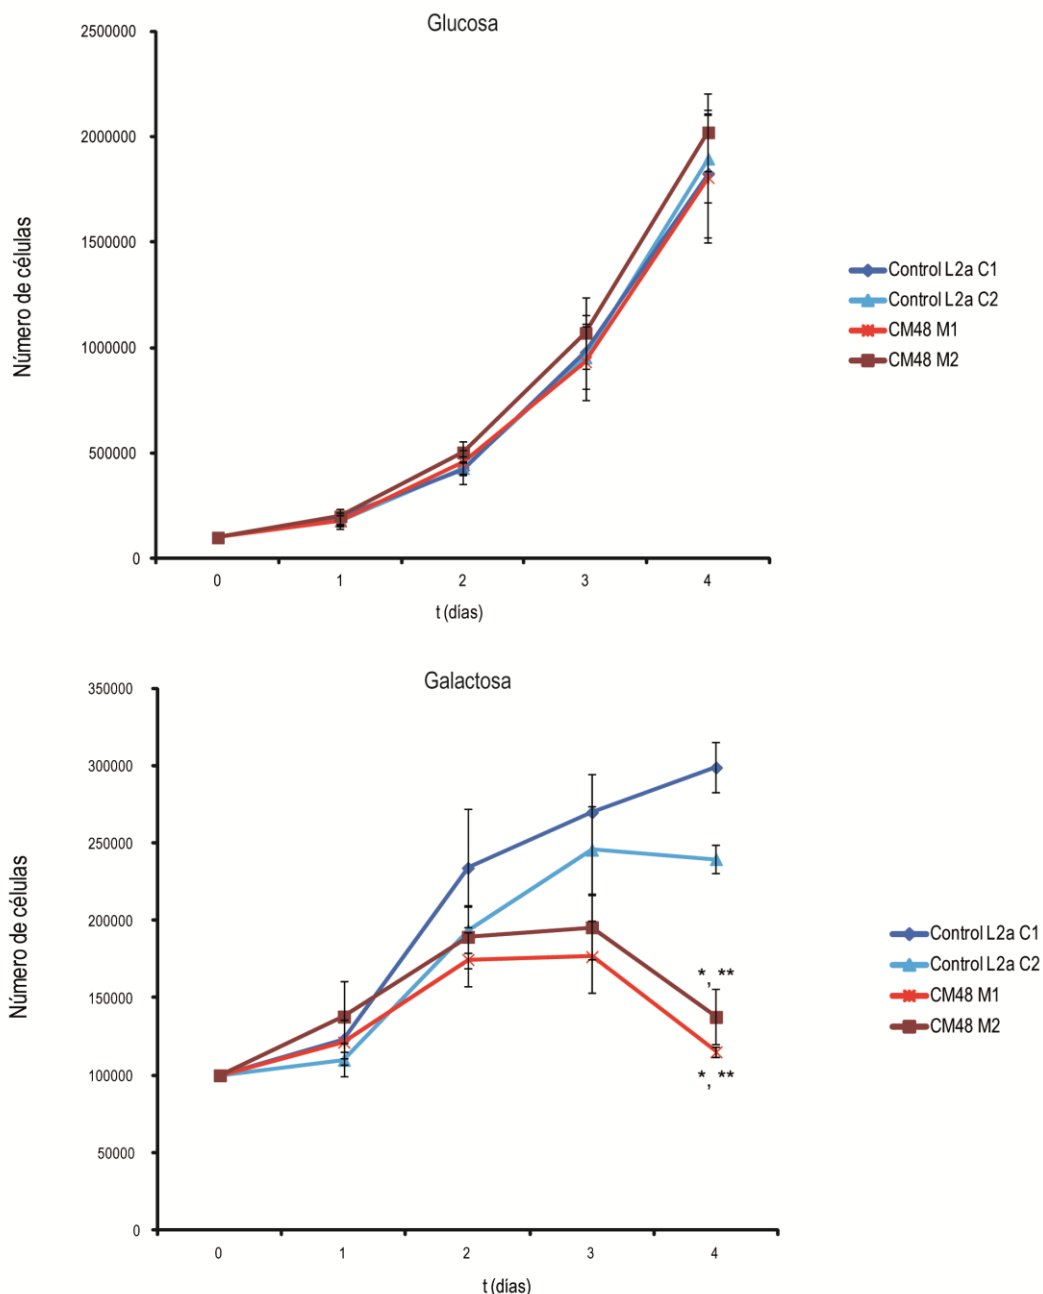 Glucosa
2500000
2000000
1500000
1000000
500000
0
Número de células
0 1 2 3 4
t (días)
Control L2a C1
Control L2a C2
CM48 M1
CM48 M2
Galactosa
350000
300000
250000
200000
150000
100000
50000
0
Número de células
*, **
*, **
0 1 2 3 4
t (días)
Control L2a C1
Control L2a C2
CM48 M1
CM48 M2